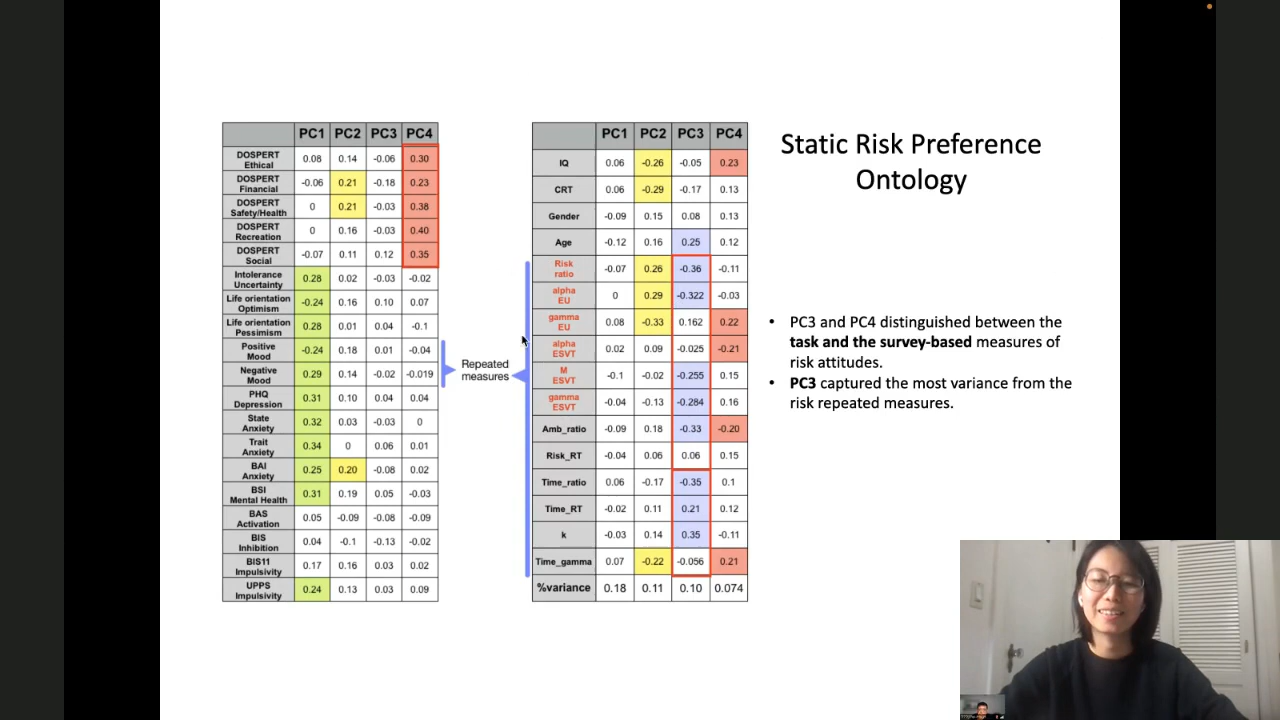 PC1 PC2 PC3 PC4
DOSPERT Ethical 0.08 0.14 -0.06 0.30
DOSPERT Financial -0.06 0.21 -0.18 0.23
DOSPERT Safety/Health 0 0.21 -0.03 0.38
DOSPERT Recreation 0 0.16 -0.03 0.40
DOSPERT Social -0.07 0.11 0.12 0.35
Intolerance Uncertainty 0.28 0.02 -0.03 -0.02
Life orientation Optimism -0.24 0.16 0.10 0.07
Life orientation Pessimism 0.28 0.01 0.04 -0.1
Positive Mood -0.24 0.18 0.01 -0.04
Negative Mood 0.29 0.14 -0.02 -0.019
PHQ Depression 0.31 0.10 0.04 0.04
State Anxiety 0.32 0.03 -0.03 0
Trait Anxiety 0.34 0 0.06 0.01
BAI Anxiety 0.25 0.20 -0.08 0.02
BSI Mental Health 0.31 0.19 0.05 -0.03
BAS Activation 0.05 -0.09 -0.08 -0.09
BIS Inhibition 0.04 -0.1 -0.13 -0.02
BIS11 Impulsivity 0.17 0.16 0.03 0.02
UPPS Impulsivity 0.24 0.13 0.03 0.09
Repeated
measures
PC1 PC2 PC3 PC4
IQ 0.06 -0.26 -0.05 0.23
CRT 0.06 -0.29 -0.17 0.13
Gender -0.09 0.15 0.08 0.13
Age -0.12 0.16 0.25 0.12
Risk ratio -0.07 0.26 -0.36 -0.11
alpha EU 0 0.29 -0.322 -0.03
gamma EU 0.08 -0.33 0.162 0.22
alpha ESVT 0.02 0.09 -0.025 -0.21
M ESVT -0.1 -0.02 -0.255 0.15
gamma ESVT -0.04 -0.13 -0.284 0.16
Amb_ratio -0.09 0.18 -0.33 -0.20
Risk_RT -0.04 0.06 0.06 0.15
Time_ratio 0.06 -0.17 -0.35 0.1
Time_RT -0.02 0.11 0.21 0.12
k -0.03 0.14 0.35 -0.11
Time_gamma 0.07 -0.22 -0.056 0.21
%variance 0.18 0.11 0.10 0.074
Static Risk Preference
Ontology
• PC3 and PC4 distinguished between the
task and the survey-based measures of
risk attitudes.
• PC3 captured the most variance from the
risk repeated measures.